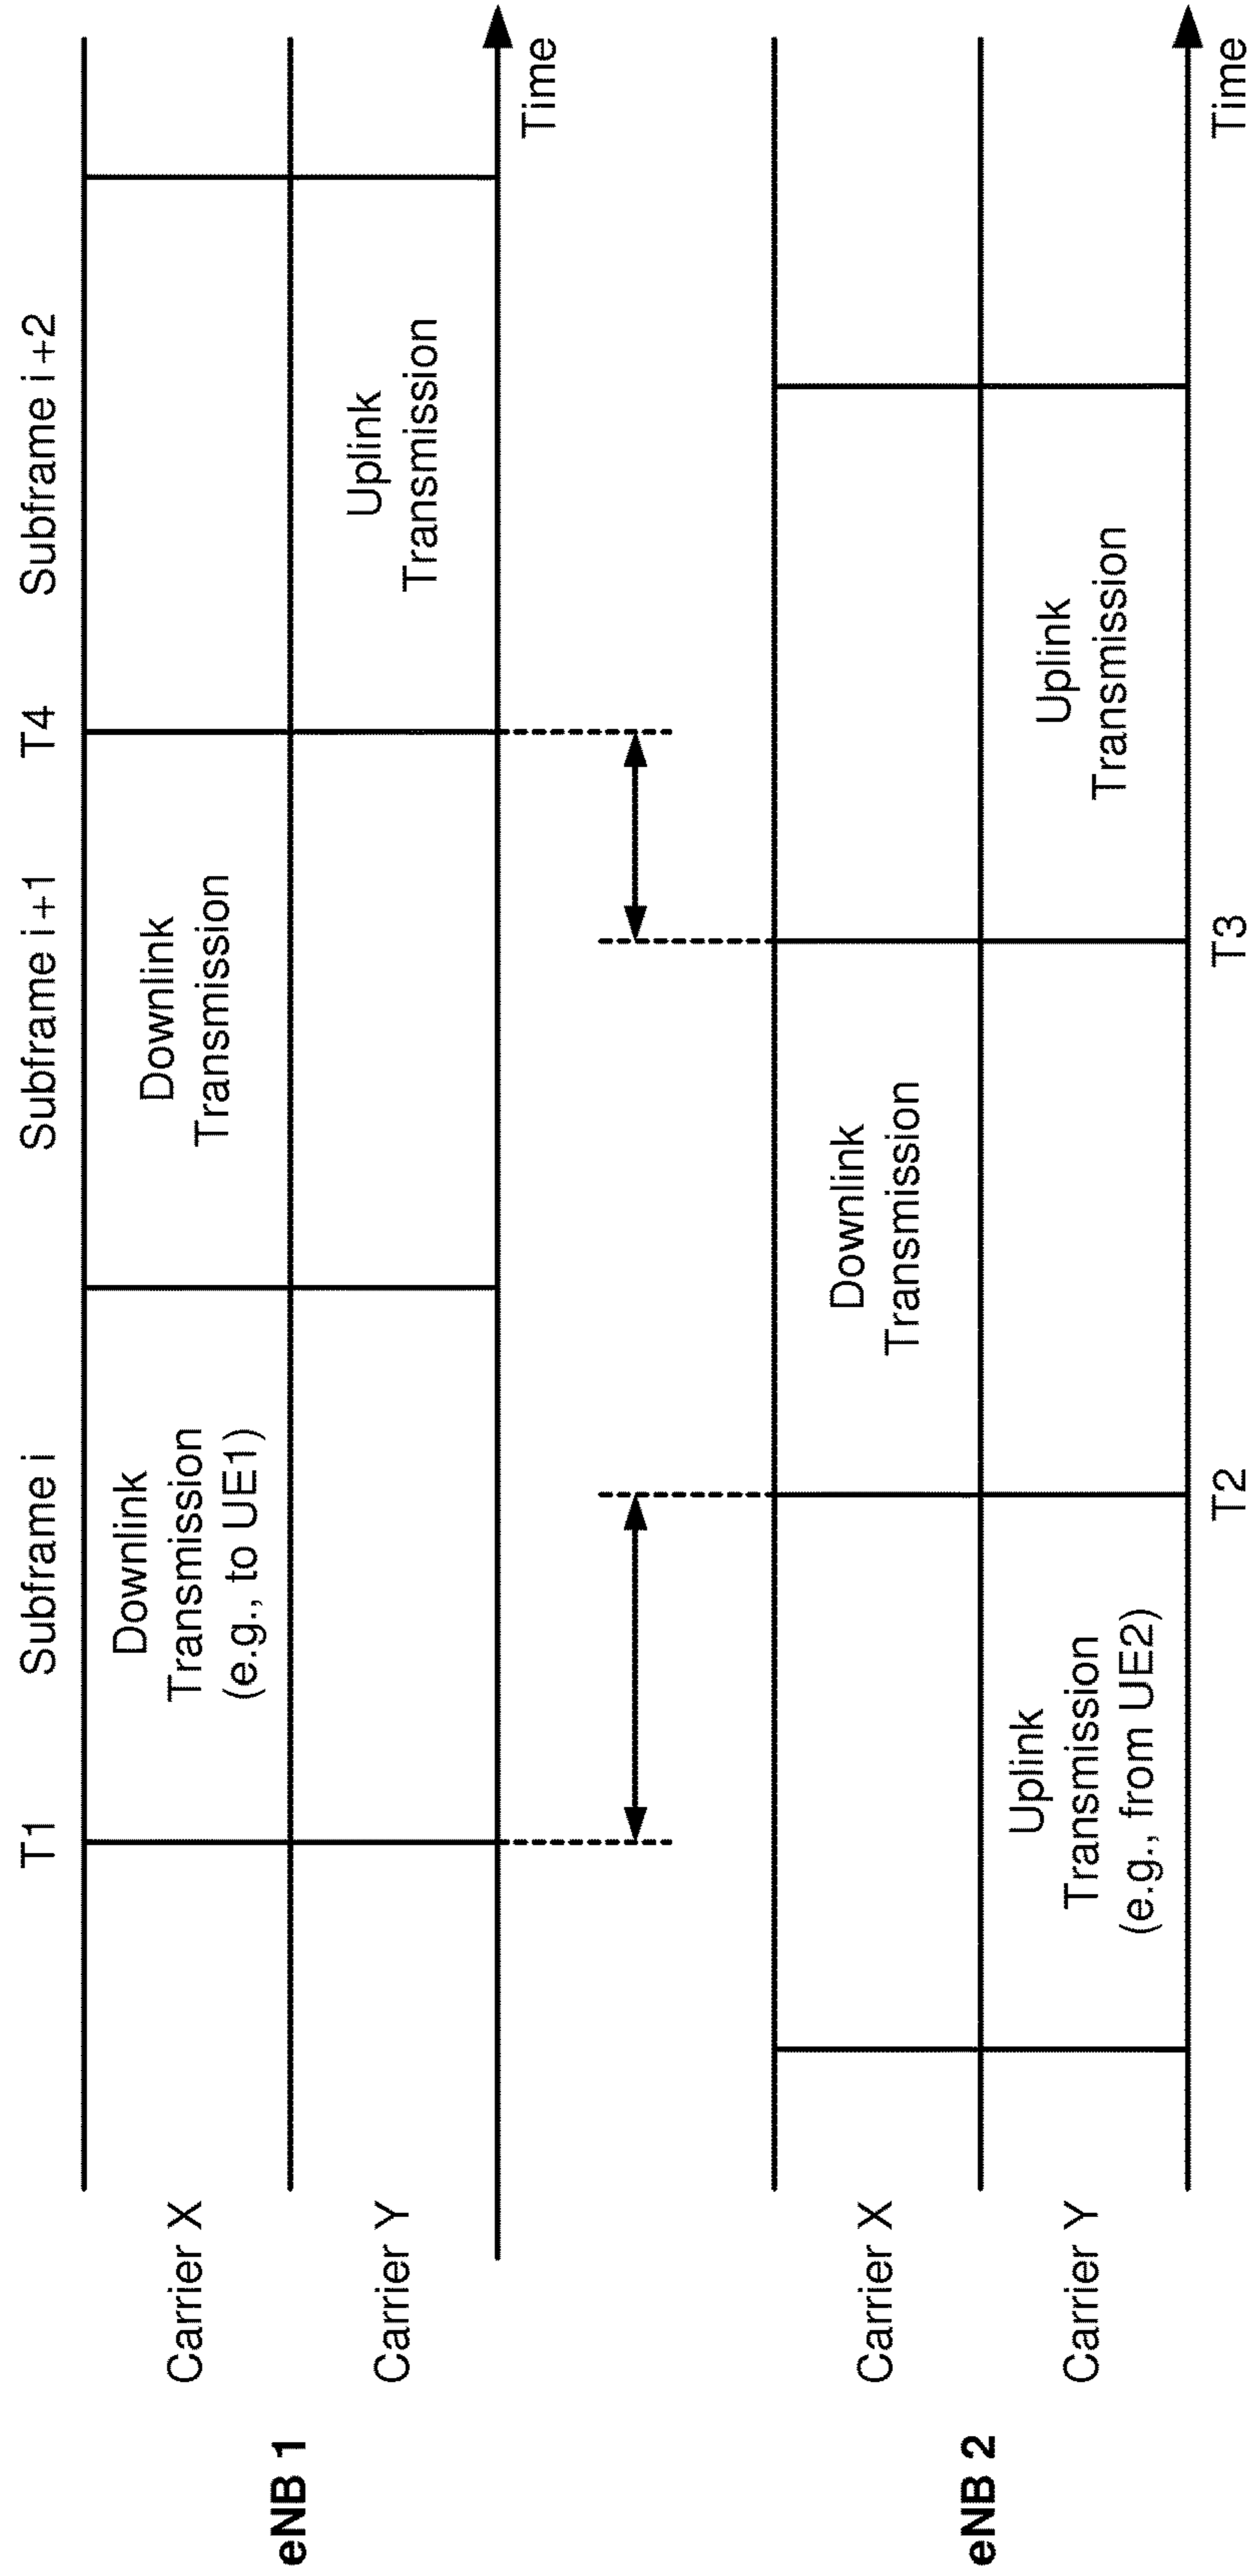 T1
Subframe i
Subframe i+1
T4
Subframe i+2
eNB 1
Carrier X
Downlink
Transmission
(e.g., to UE1)
Downlink
Transmission
Carrier Y
Uplink
Transmission
Time
eNB 2
Carrier X
Downlink
Transmission
Carrier Y
Uplink
Transmission
(e.g., from UE2)
Uplink
Transmission
T2
T3
Time